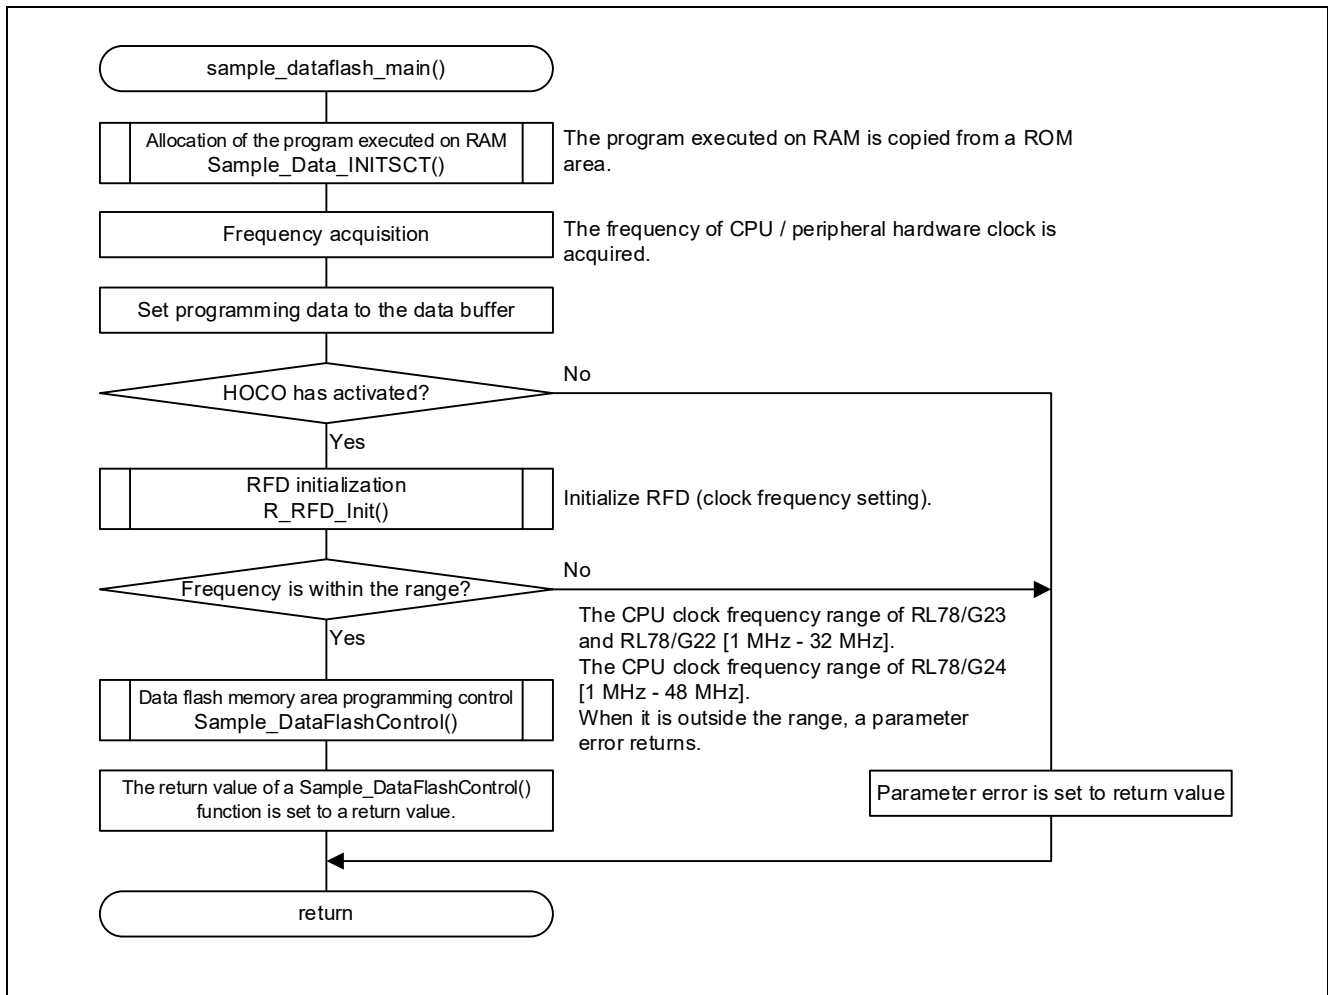 sample_dataflash_main()
Allocation of the program executed on RAM
Sample_Data_INITSCT()
The program executed on RAM is copied from a ROM
area.
Frequency acquisition
The frequency of CPU / peripheral hardware clock is
acquired.
Set programming data to the data buffer
HOCO has activated?
No
Yes
RFD initialization
R_RFD_Init()
Initialize RFD (clock frequency setting).
Frequency is within the range?
No
Yes
The CPU clock frequency range of RL78/G23
and RL78/G22 [1 MHz - 32 MHz].
The CPU clock frequency range of RL78/G24
[1 MHz - 48 MHz].
When it is outside the range, a parameter
error returns.
Data flash memory area programming control
Sample_DataFlashControl()
The return value of a Sample_DataFlashControl()
function is set to a return value.
Parameter error is set to return value
return